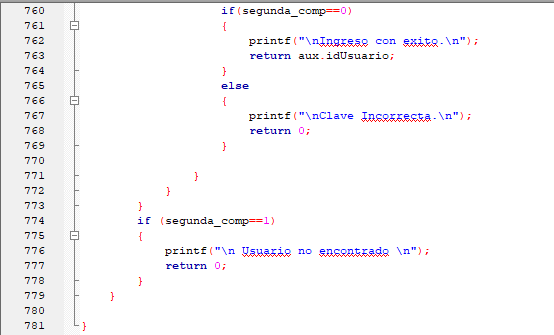 760 if(segunda_comp==0)
761 {
762 printf("\nIngreso con exito.\n");
763 return aux.idUsuario;
764 }
765 else
766 {
767 printf("\nClave Incorrecta.\n");
768 return 0;
769 }
770
771 }
772 }
773 }
774 if (segunda_comp==1)
775 {
776 printf("\n Usuario no encontrado \n");
777 return 0;
778 }
779 }
780
781 }